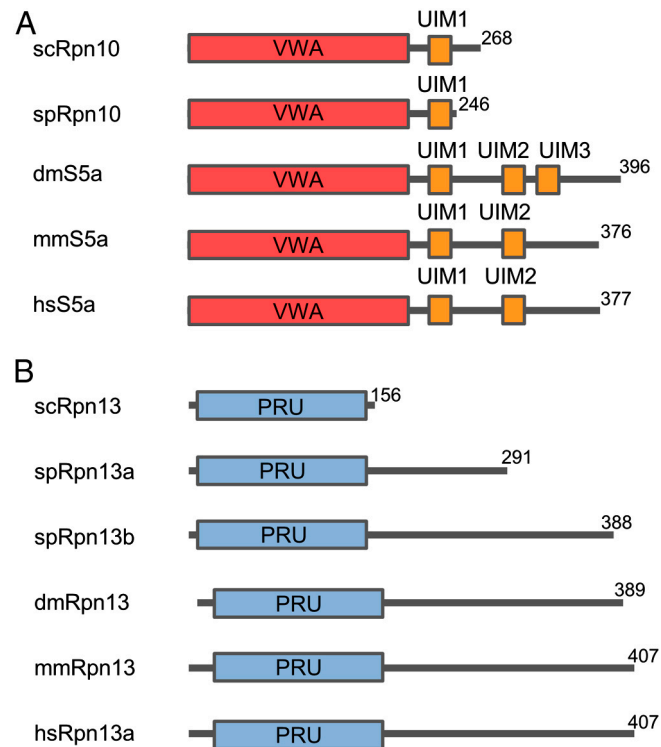 A
UIM1
scRpn10 VWA 268
UIM1
spRpn10 VWA 246
UIM1 UIM2 UIM3
dmS5a VWA 396
UIM1 UIM2
mmS5a VWA 376
UIM1 UIM2
hsS5a VWA 377
B
scRpn13 PRU 156
spRpn13a PRU 291
spRpn13b PRU 388
dmRpn13 PRU 389
mmRpn13 PRU 407
hsRpn13a PRU 407